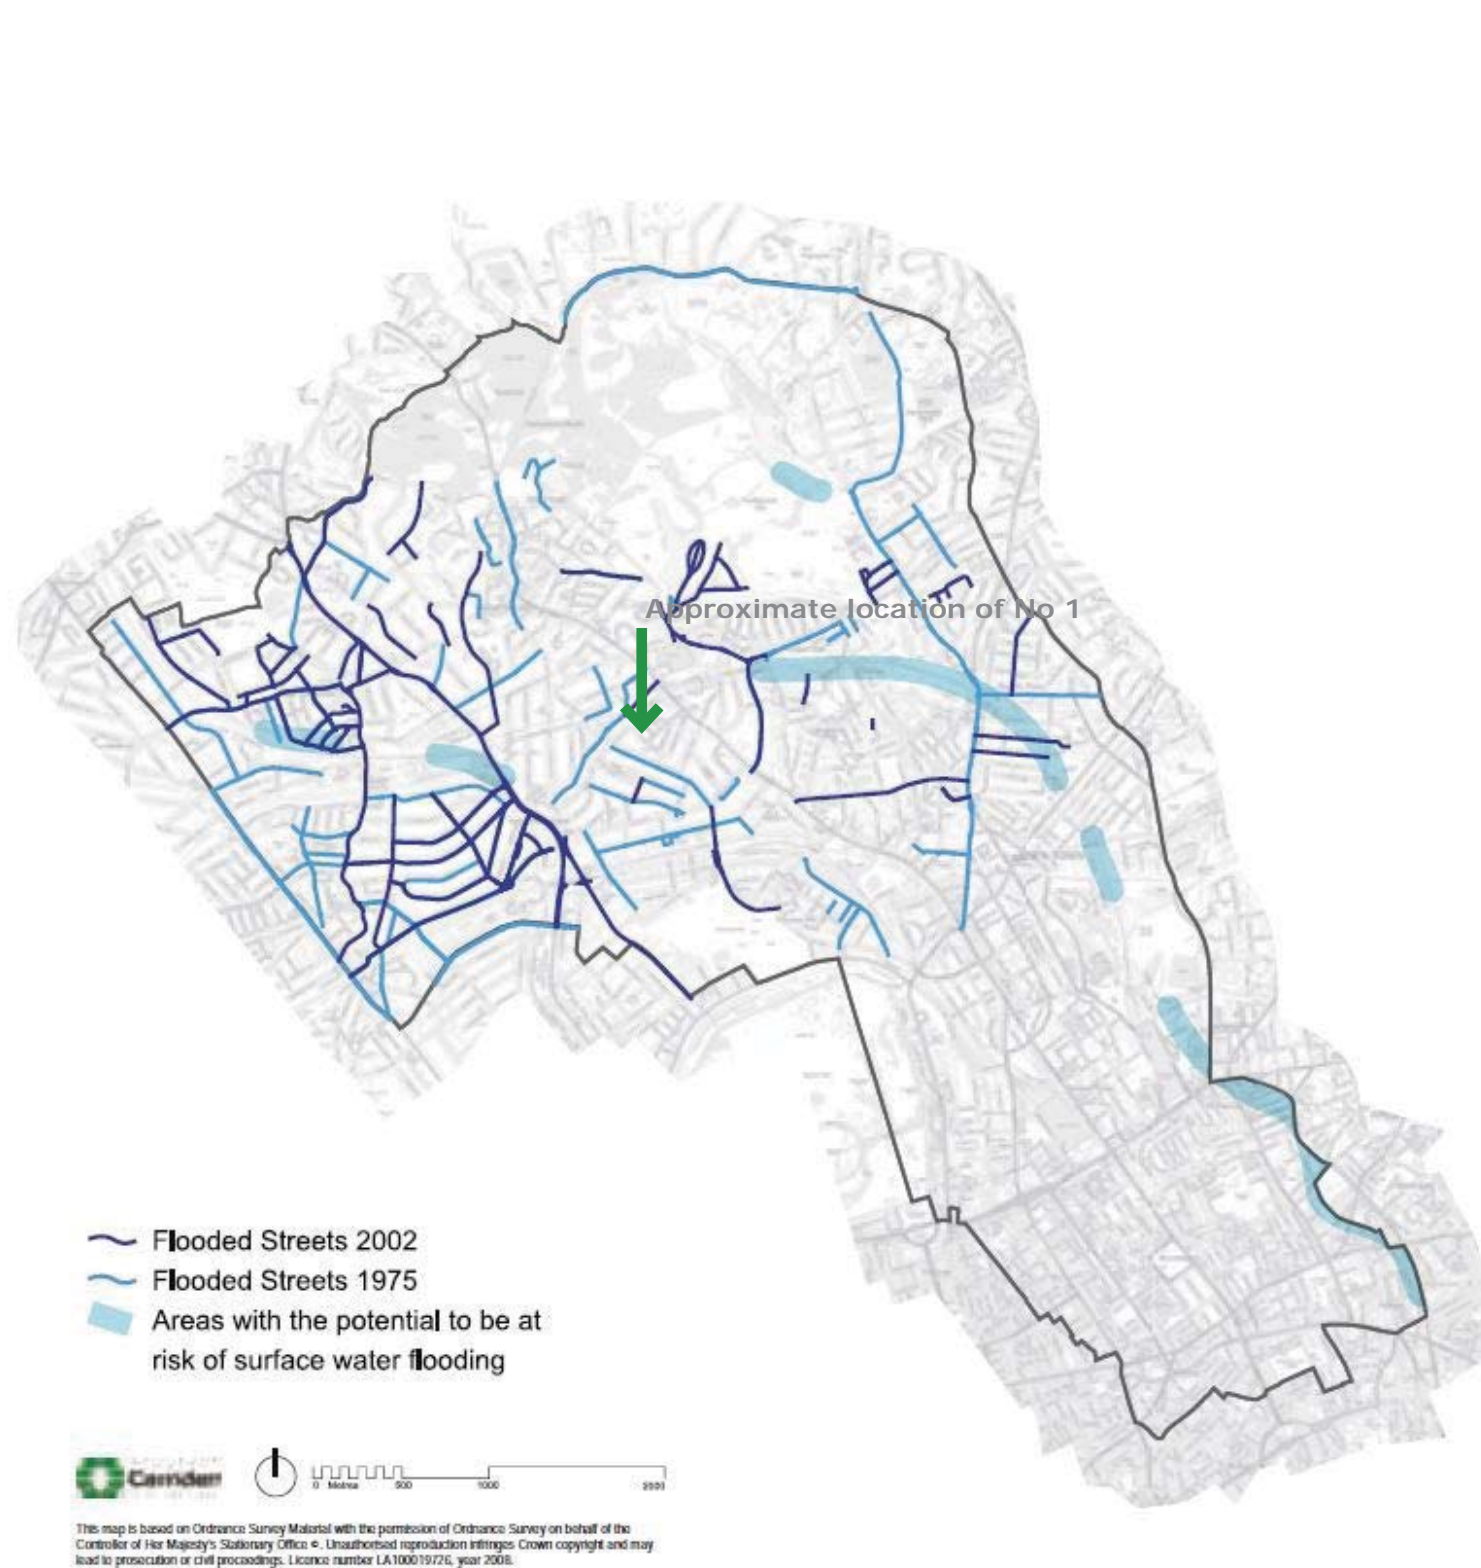 Approximate location of No 1
Flooded Streets 2002
Flooded Streets 1975
Areas with the potential to be at
risk of surface water flooding
Camden
0 Metres 500 1000 2000
This map is based on Ordnance Survey Material with the permission of Ordnance Survey on behalf of the
Controller of Her Majesty's Stationary Office ©. Unauthorised reproduction infringes Crown copyright and may
lead to prosecution or civil proceedings. Licence number LA100019726, year 2008.